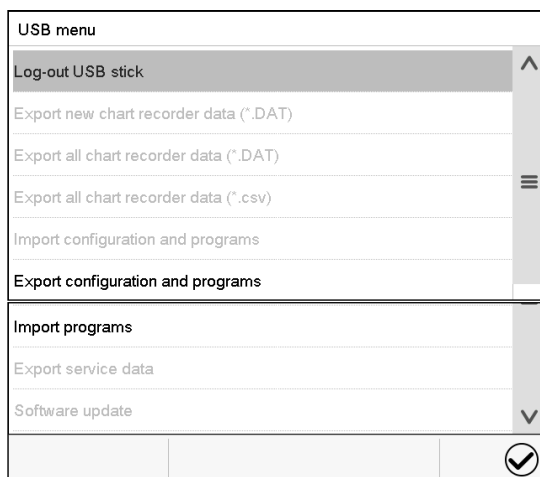 USB menu
Log-out USB stick
Export new chart recorder data (*.DAT)
Export all chart recorder data (*.DAT)
Export all chart recorder data (*.csv)
Import configuration and programs
Export configuration and programs
Import programs
Export service data
Software update